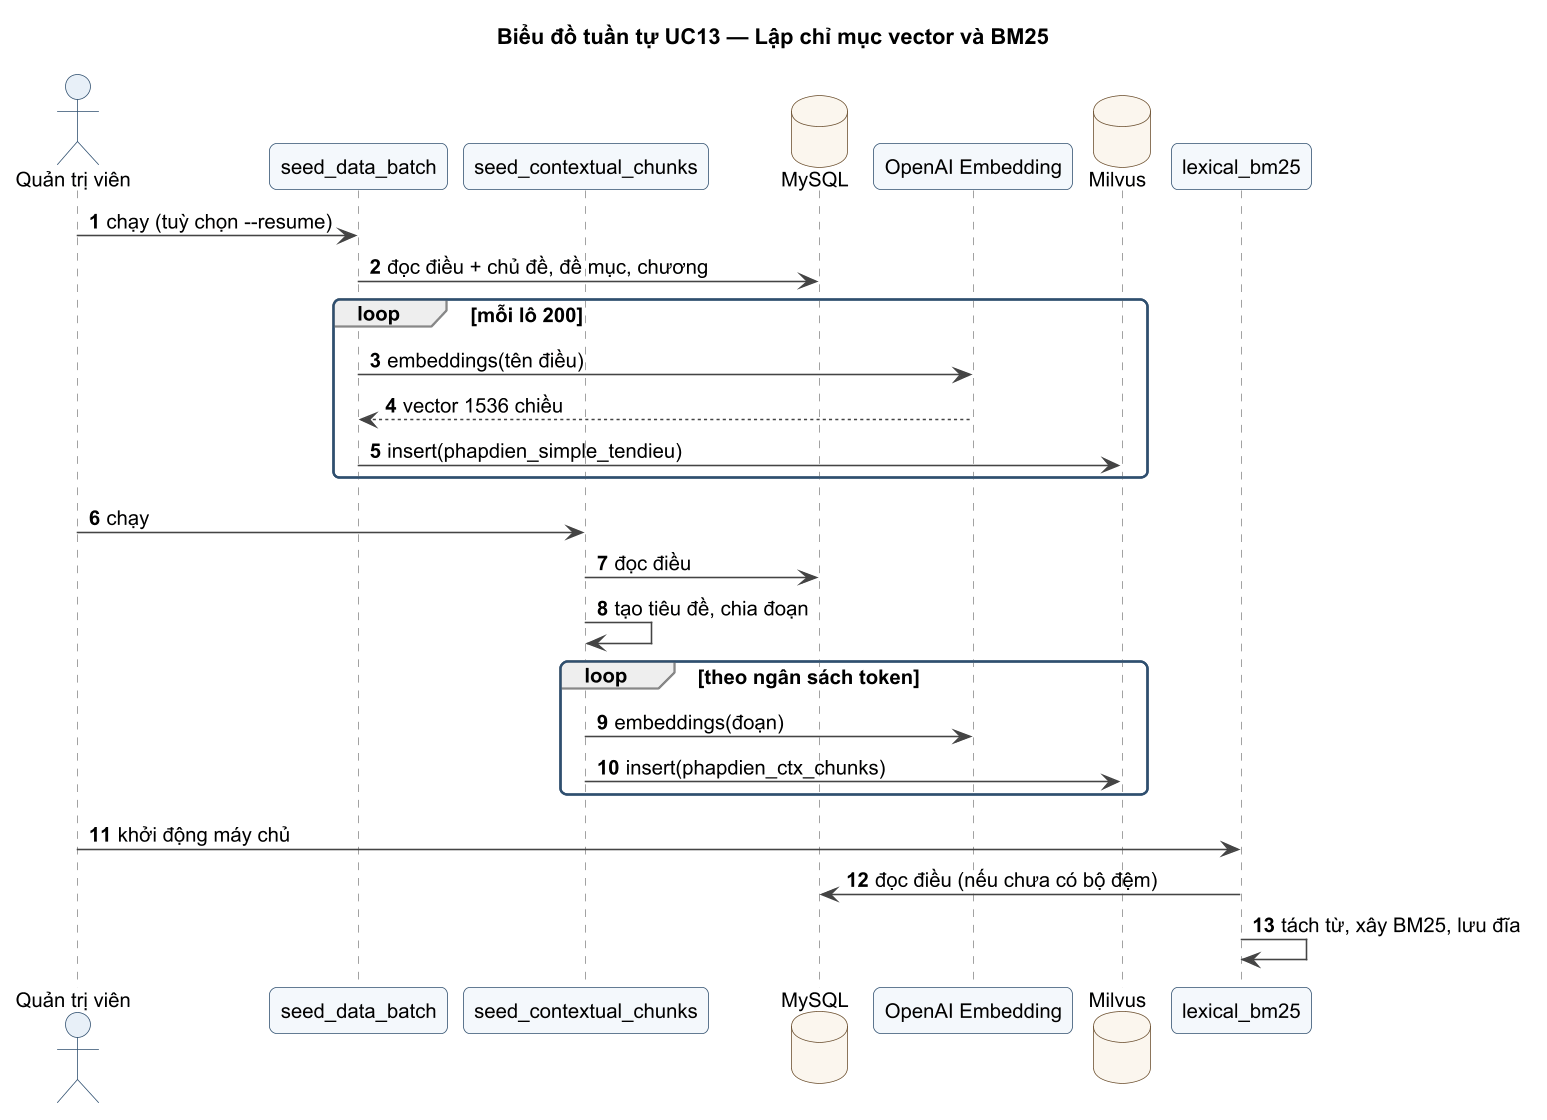 Biểu đồ tuần tự UC13 — Lập chỉ mục vector và BM25
Quản trị viên
seed_data_batch
seed_contextual_chunks
MySQL
OpenAI Embedding
Milvus
lexical_bm25
1 chạy (tuỳ chọn --resume)
2 đọc điều + chủ đề, đề mục, chương
loop [mỗi lô 200]
3 embeddings(tên điều)
4 vector 1536 chiều
5 insert(phapdien_simple_tendieu)
6 chạy
7 đọc điều
8 tạo tiêu đề, chia đoạn
loop [theo ngân sách token]
9 embeddings(đoạn)
10 insert(phapdien_ctx_chunks)
11 khởi động máy chủ
12 đọc điều (nếu chưa có bộ đệm)
13 tách từ, xây BM25, lưu đĩa
Quản trị viên
seed_data_batch
seed_contextual_chunks
MySQL
OpenAI Embedding
Milvus
lexical_bm25